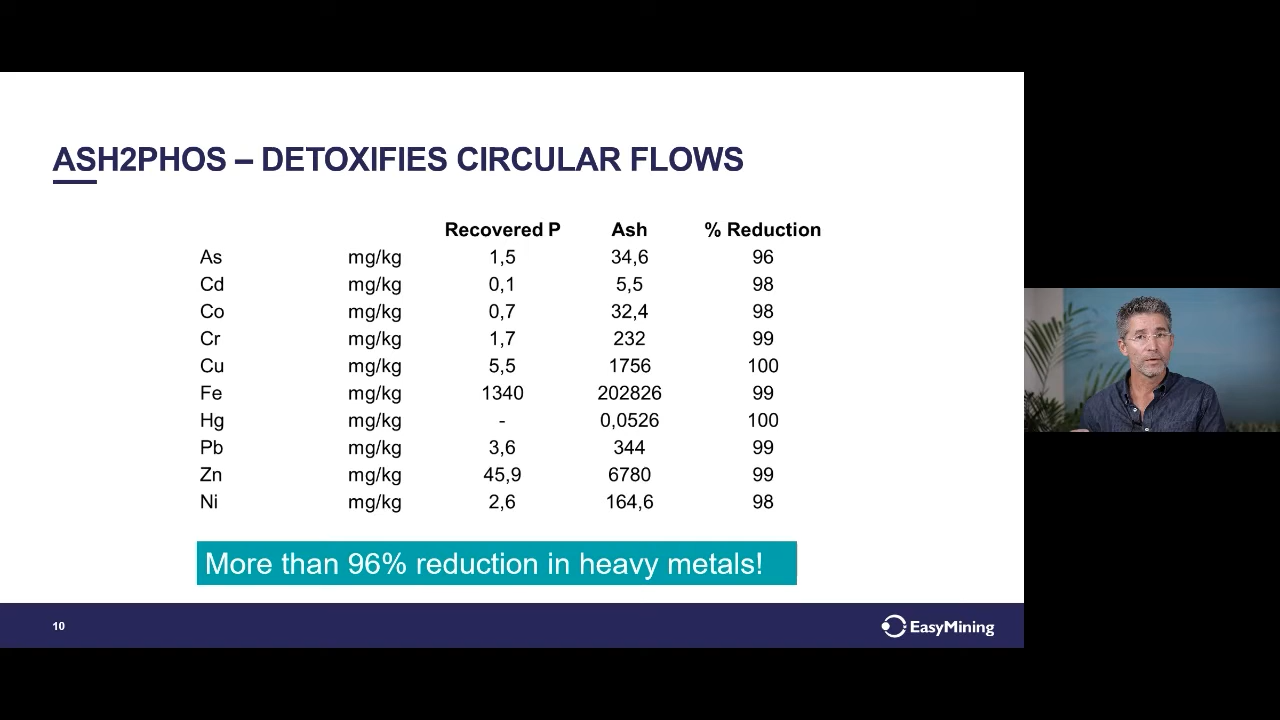 ASH2PHOS – DETOXIFIES CIRCULAR FLOWS
Recovered P Ash % Reduction
As mg/kg 1,5 34,6 96
Cd mg/kg 0,1 5,5 98
Co mg/kg 0,7 32,4 98
Cr mg/kg 1,7 232 99
Cu mg/kg 5,5 1756 100
Fe mg/kg 1340 202826 99
Hg mg/kg - 0,0526 100
Pb mg/kg 3,6 344 99
Zn mg/kg 45,9 6780 99
Ni mg/kg 2,6 164,6 98
More than 96% reduction in heavy metals!
10
EasyMining